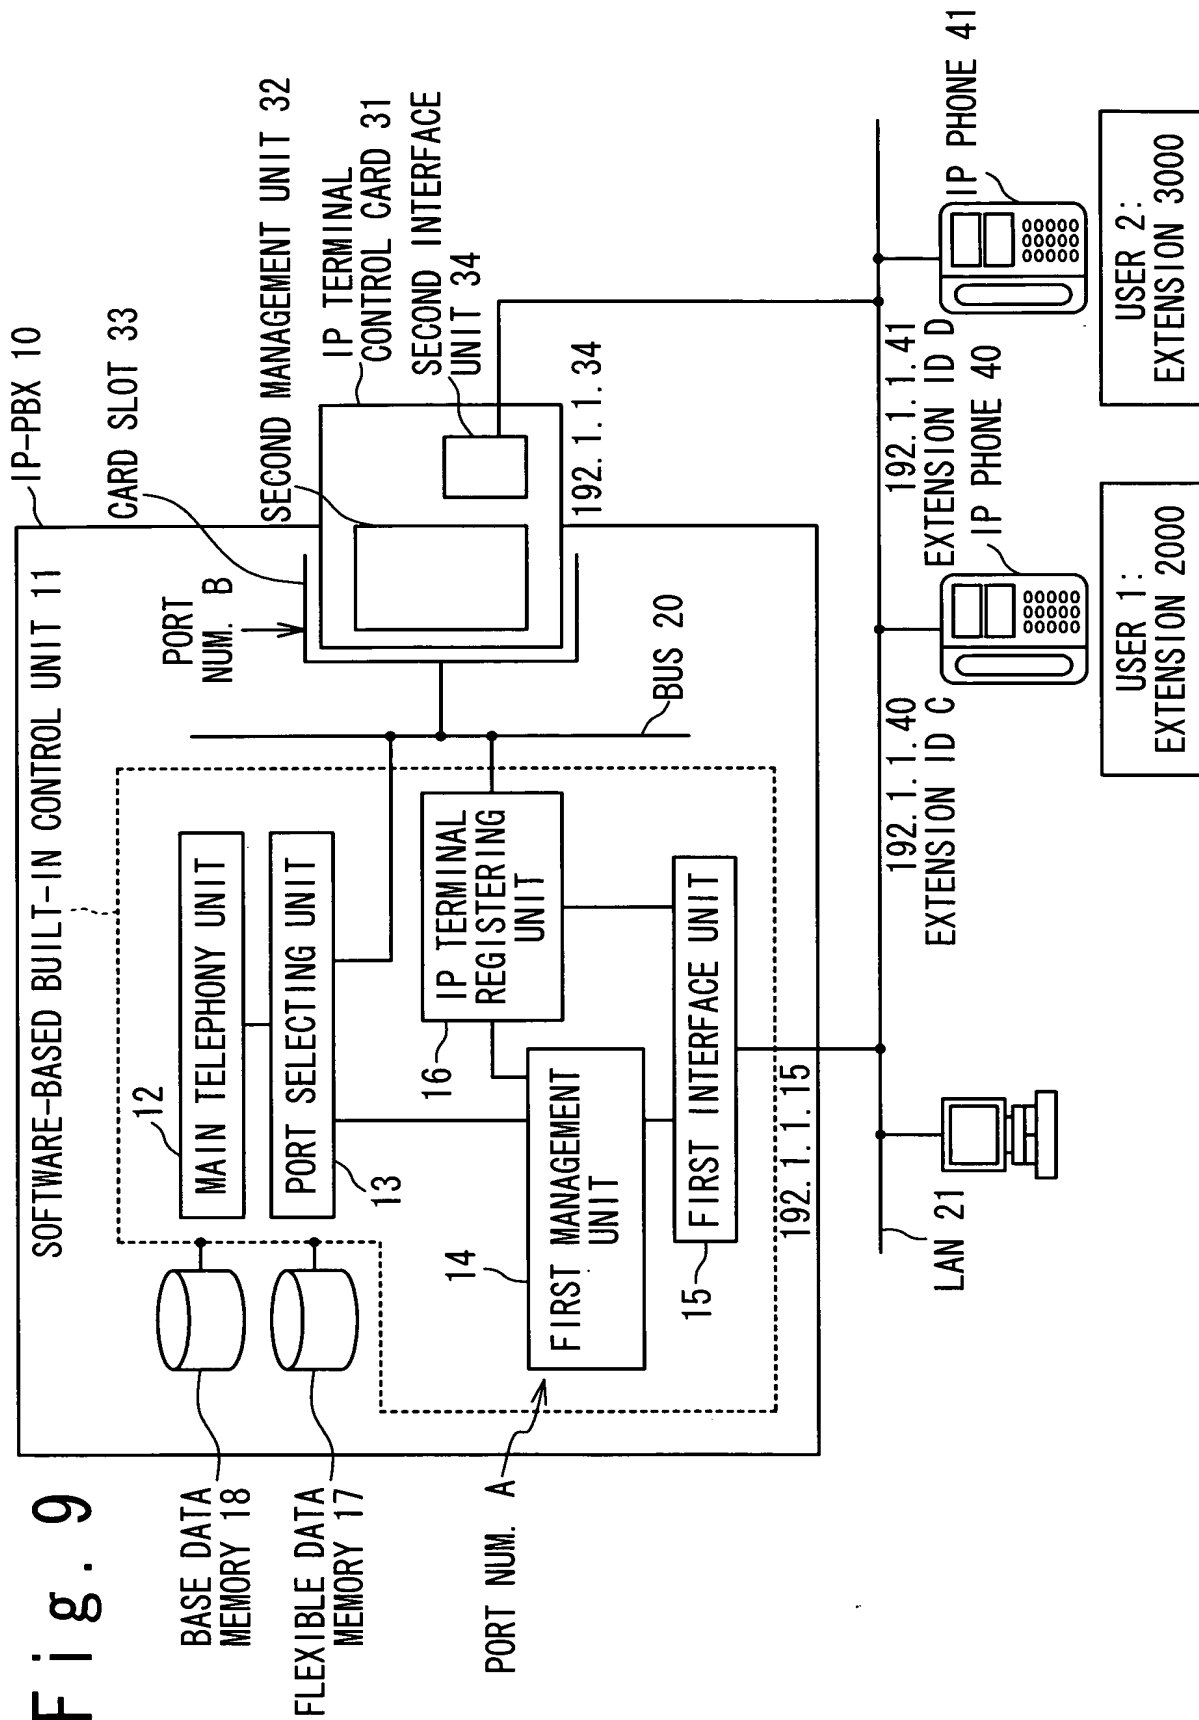 Fig. 9
IP-PBX 10
SOFTWARE-BASED BUILT-IN CONTROL UNIT 11
CARD SLOT 33
BASE DATA
MEMORY 18
FLEXIBLE DATA
MEMORY 17
12
MAIN TELEPHONY UNIT
PORT SELECTING UNIT
13
PORT
NUM. B
SECOND MANAGEMENT UNIT 32
IP TERMINAL
CONTROL CARD 31
SECOND INTERFACE
UNIT 34
16
IP TERMINAL
REGISTERING
UNIT
BUS 20
PORT NUM. A
14
FIRST MANAGEMENT
UNIT
15
FIRST INTERFACE UNIT
192.1.1.15
192.1.1.34
LAN 21
192.1.1.40
EXTENSION ID C
IP PHONE 40
192.1.1.41
EXTENSION ID D
IP PHONE 41
USER 1:
EXTENSION 2000
USER 2:
EXTENSION 3000